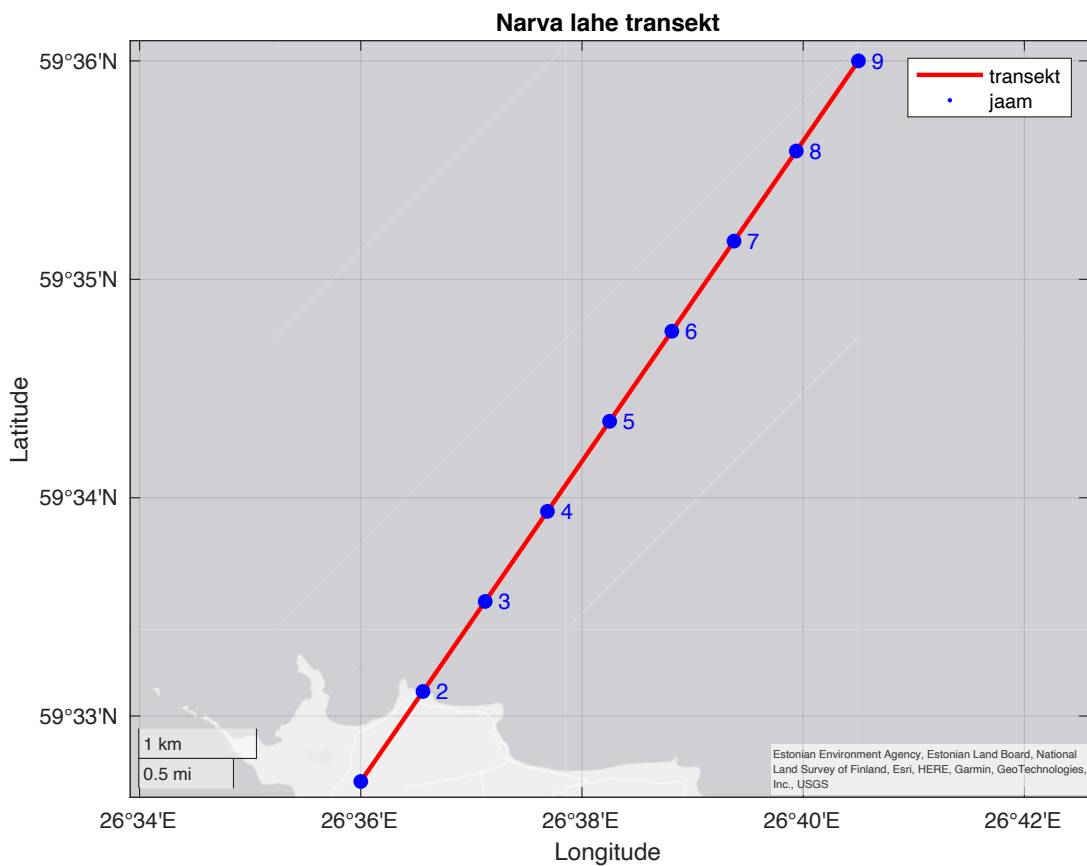 Narva lahe transekt
59°36'N
9
transekt
jaam
8
7
59°35'N
6
5
59°34'N
4
3
2
59°33'N
1 km
0.5 mi
Estonian Environment Agency, Estonian Land Board, National
Land Survey of Finland, Esri, HERE, Garmin, GeoTechnologies,
Inc., USGS
26°34'E
26°36'E
26°38'E
26°40'E
26°42'E
Longitude
Latitude